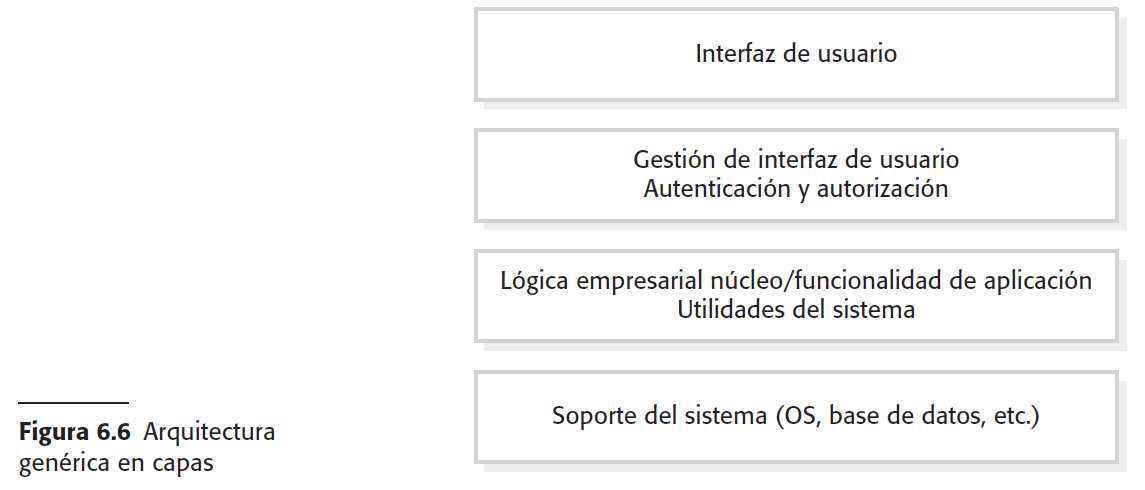 Interfaz de usuario
Gestión de interfaz de usuario
Autenticación y autorización
Lógica empresarial núcleo/funcionalidad de aplicación
Utilidades del sistema
Soporte del sistema (OS, base de datos, etc.)
Figura 6.6 Arquitectura
genérica en capas